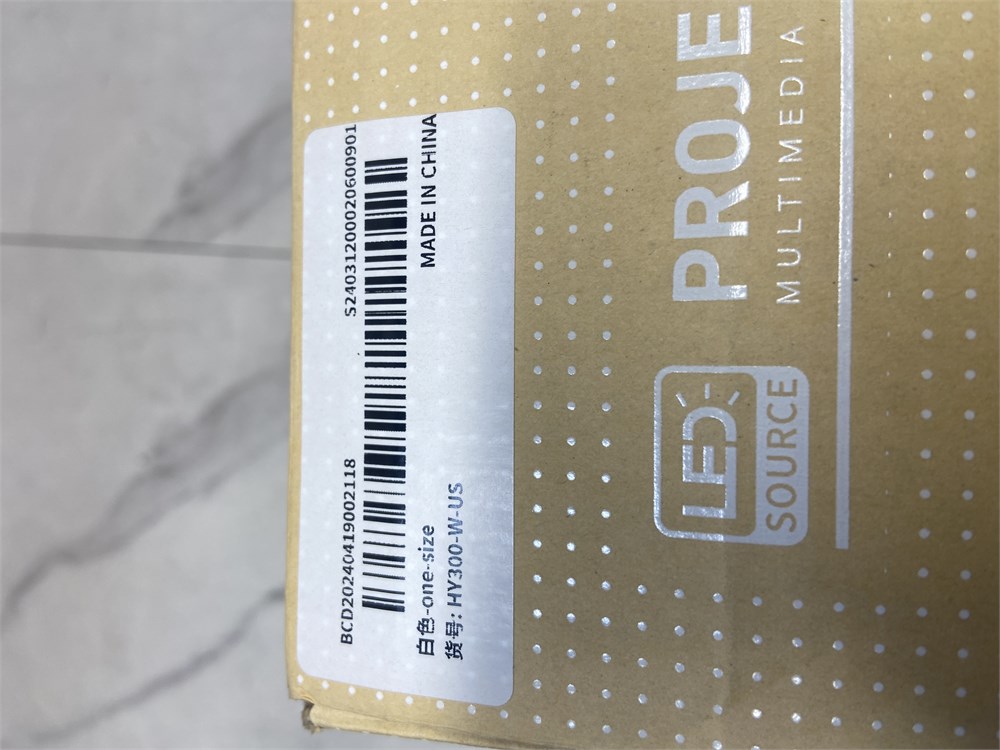 BCD20240419002118 S24031200020600901
白色-one-size MADE IN CHINA
货号: HY300-W-US
LED
SOURCE
PROJE
MULTIMEDIA